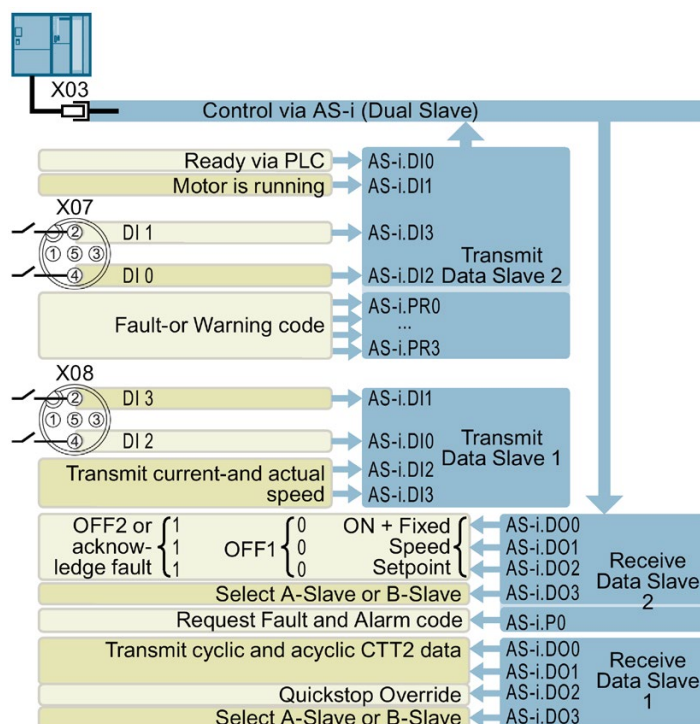 X03
Control via AS-i (Dual Slave)
Ready via PLC
AS-i.DI0
Motor is running
AS-i.DI1
X07
② DI 1
AS-i.DI3
① ⑤ ③
④ DI 0
AS-i.DI2
Transmit
Data Slave 2
Fault-or Warning code
AS-i.PR0
...
AS-i.PR3
X08
② DI 3
AS-i.DI1
① ⑤ ③
④ DI 2
AS-i.DI0
Transmit
Data Slave 1
Transmit current-and actual
speed
AS-i.DI2
AS-i.DI3
OFF2 or
acknow-
ledge fault
1
1
1
OFF1
0
0
0
ON + Fixed
Speed
Setpoint
AS-i.DO0
AS-i.DO1
AS-i.DO2
Select A-Slave or B-Slave
AS-i.DO3
Receive
Data Slave
2
Request Fault and Alarm code
AS-i.P0
Transmit cyclic and acyclic CTT2 data
AS-i.DO0
AS-i.DO1
Quickstop Override
AS-i.DO2
Receive
Data Slave
1
Select A-Slave or B-Slave
AS-i.DO3